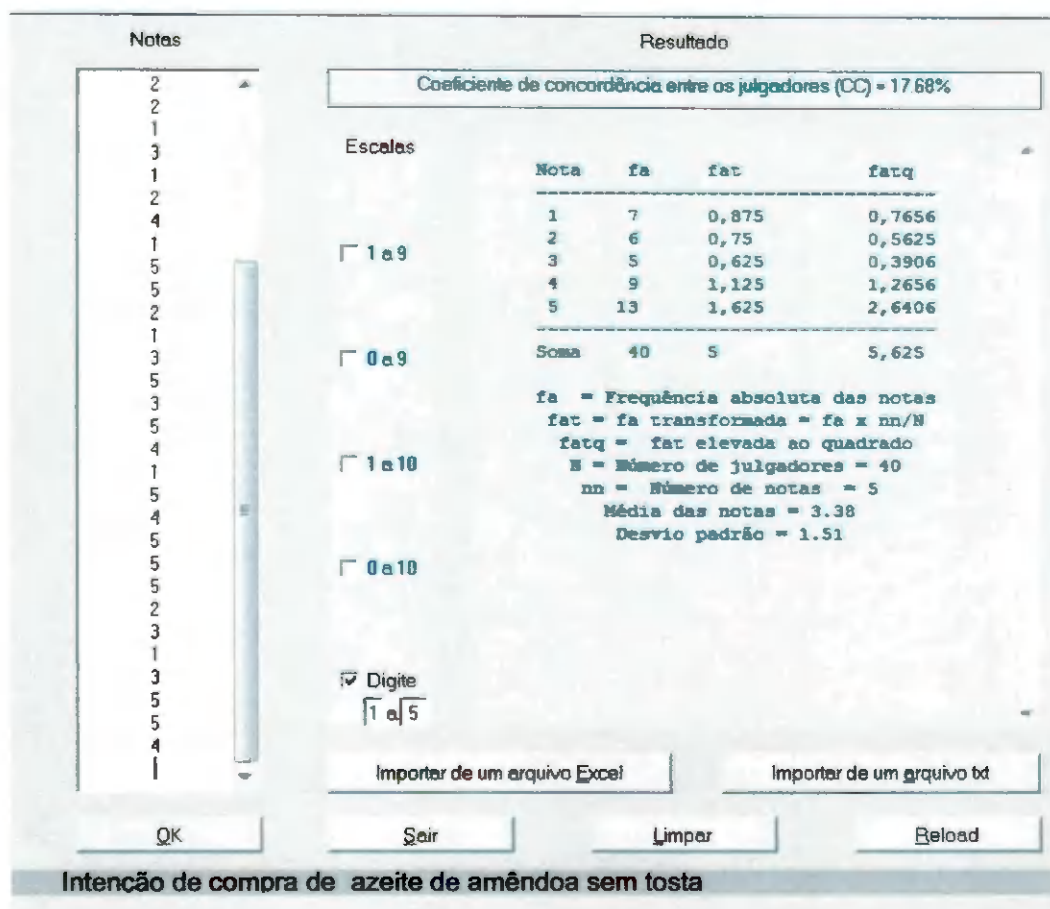 Notas
2
2
1
3
1
2
4
1
5
5
2
1
3
5
3
5
4
1
5
4
5
5
5
2
3
1
3
5
5
4
OK
Resultado
Coeficiente de concordância entre os julgadores (CC) = 17.68%
Escalas
1 a 9
0 a 9
1 a 10
0 a 10
Digite
1 a 5
Nota fa fat fatq
1 7 0,875 0,7656
2 6 0,75 0,5625
3 5 0,625 0,3906
4 9 1,125 1,2656
5 13 1,625 2,6406
Soma 40 5 5,625
fa = Frequência absoluta das notas
fat = fa transformada = fa x nn/N
fatq = fat elevada ao quadrado
N = Número de julgadores = 40
nn = Número de notas = 5
Média das notas = 3.38
Desvio padrão = 1.51
Importar de um arquivo Excel
Importar de um arquivo txt
Sair
Limpar
Reload
Intenção de compra de azeite de amêndoa sem tosta